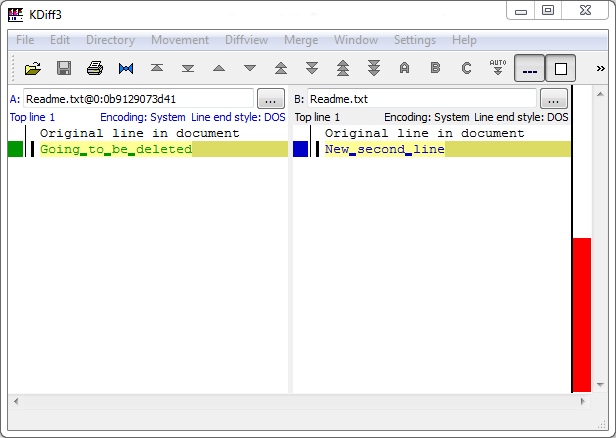 KDiff3
File Edit Directory Movement Diffview Merge Window Settings Help
A B C AUTO »
A: Readme.txt@0:0b9129073d41 ...
Top line 1 Encoding: System Line end style: DOS
Original line in document
Going_to_be_deleted
B: Readme.txt ...
Top line 1 Encoding: System Line end style: DOS
Original line in document
New_second_line